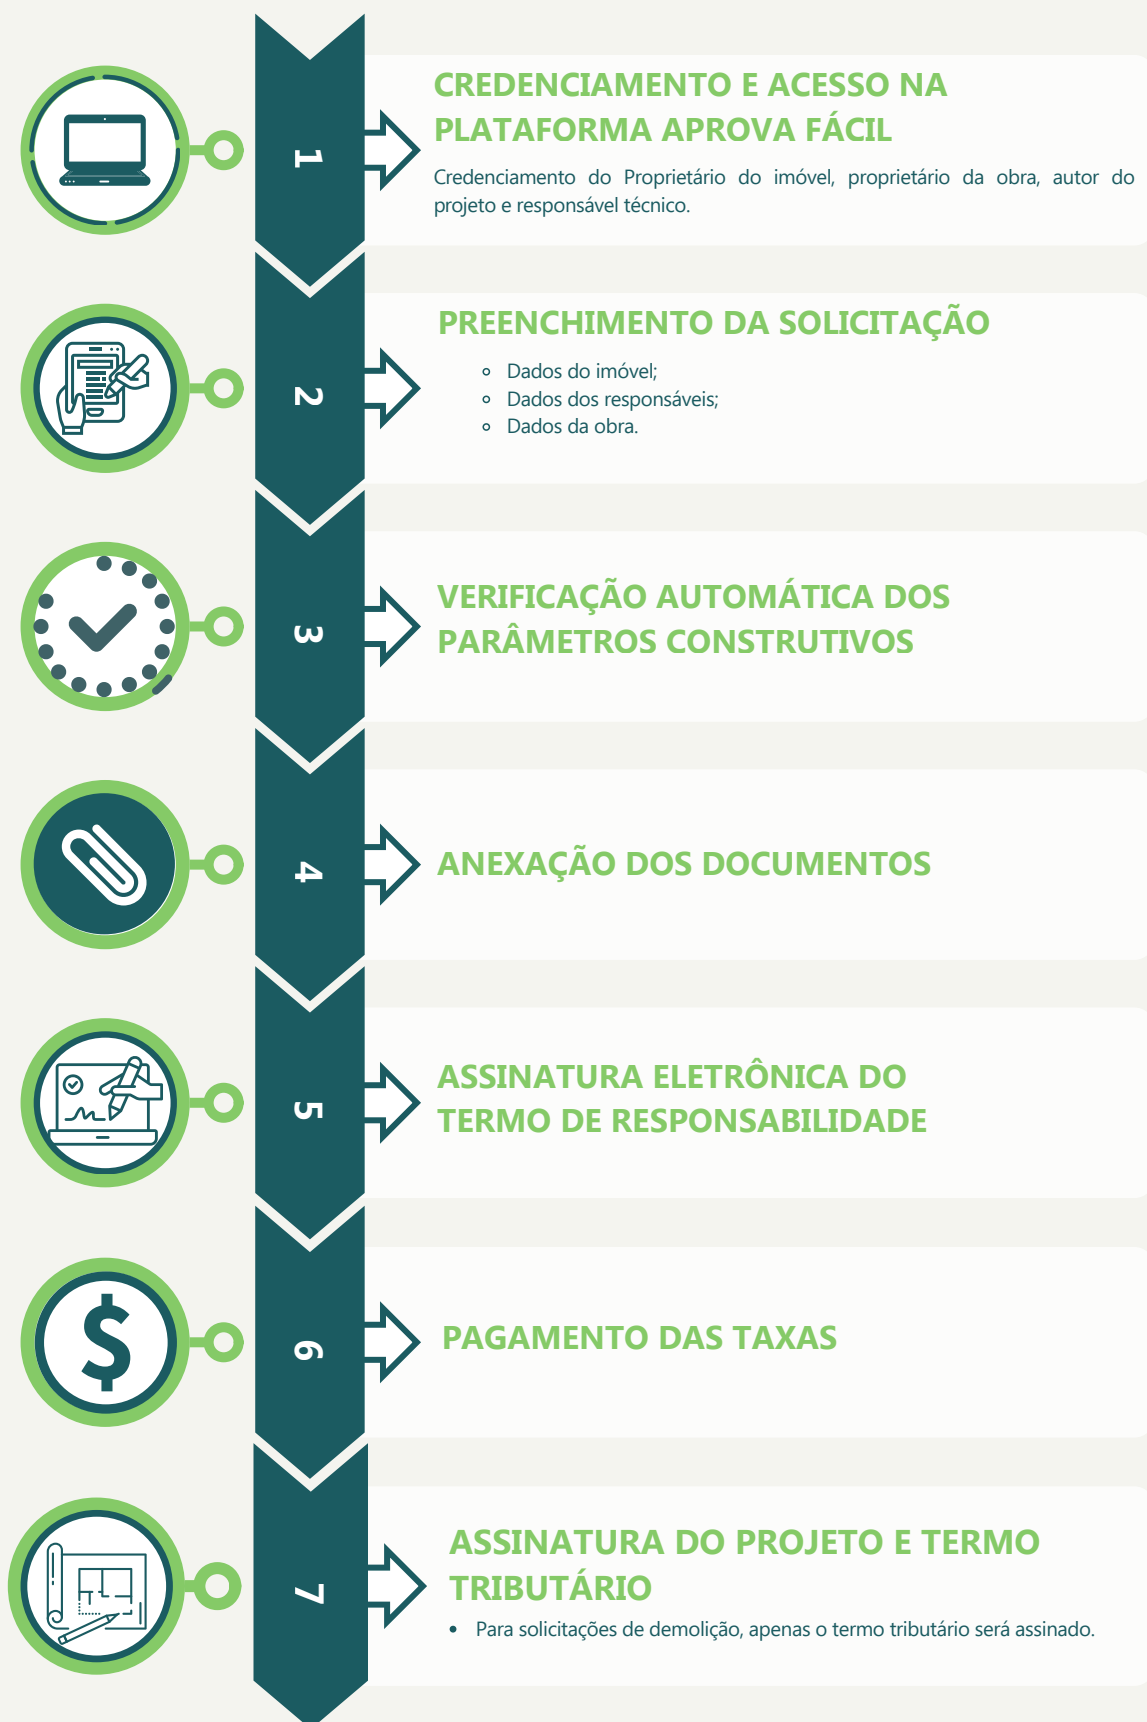 1
CREDENCIAMENTO E ACESSO NA
PLATAFORMA APROVA FÁCIL
Credenciamento do Proprietário do imóvel, proprietário da obra, autor do
projeto e responsável técnico.
2
PREENCHIMENTO DA SOLICITAÇÃO
Dados do imóvel;
Dados dos responsáveis;
Dados da obra.
3
VERIFICAÇÃO AUTOMÁTICA DOS
PARÂMETROS CONSTRUTIVOS
4
ANEXAÇÃO DOS DOCUMENTOS
5
ASSINATURA ELETRÔNICA DO
TERMO DE RESPONSABILIDADE
6
PAGAMENTO DAS TAXAS
7
ASSINATURA DO PROJETO E TERMO
TRIBUTÁRIO
• Para solicitações de demolição, apenas o termo tributário será assinado.